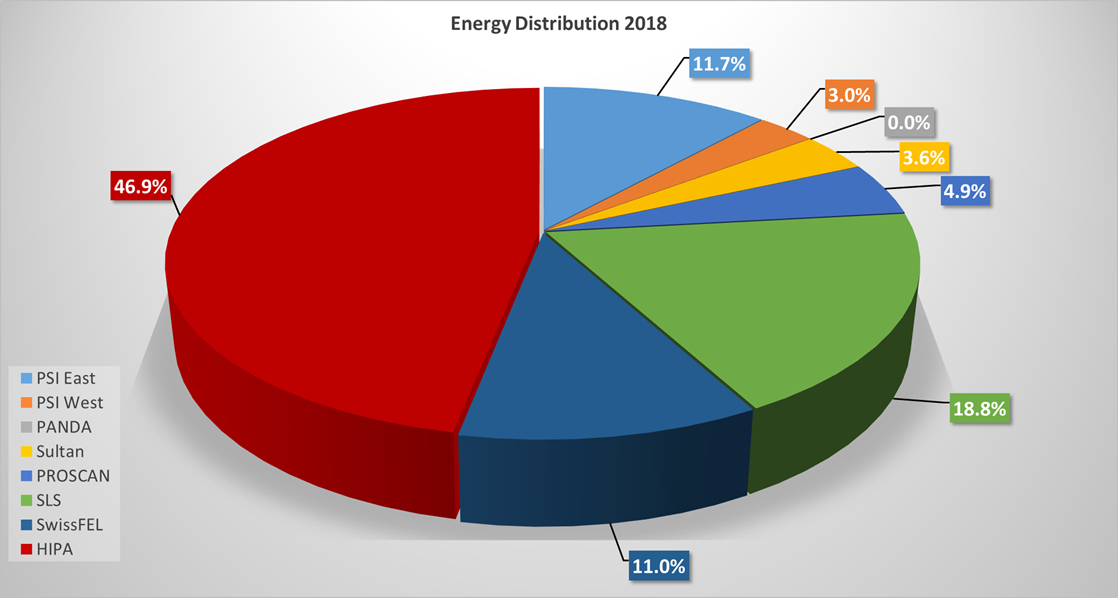 Energy Distribution 2018
11.7%
3.0%
0.0%
3.6%
4.9%
46.9%
18.8%
11.0%
PSI East
PSI West
PANDA
Sultan
PROSCAN
SLS
SwissFEL
HIPA